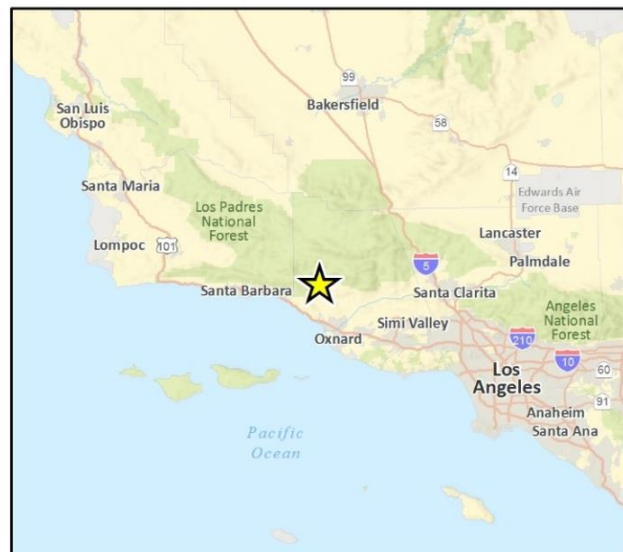 99
Bakersfield
58
San Luis
Obispo
14
Santa Maria
Edwards Air
Force Base
Los Padres
National
Forest
Lancaster
Lompoc
101
5
Palmdale
Santa Barbara
Santa Clarita
Angeles
National
Forest
Simi Valley
Oxnard
210
10
Los
Angeles
60
91
Anaheim
Santa Ana
Pacific
Ocean